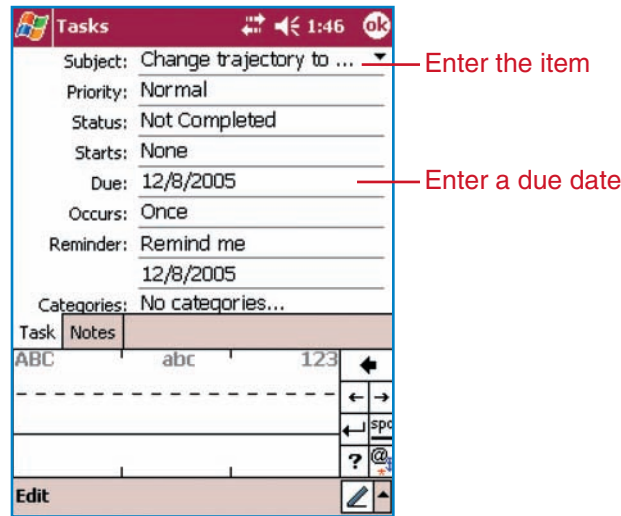 Tasks 1:46 ok
Subject: Change trajectory to ... Enter the item
Priority: Normal
Status: Not Completed
Starts: None
Due: 12/8/2005 Enter a due date
Occurs: Once
Reminder: Remind me
12/8/2005
Categories: No categories...
Task Notes
ABC abc 123
spc
? @ *
Edit